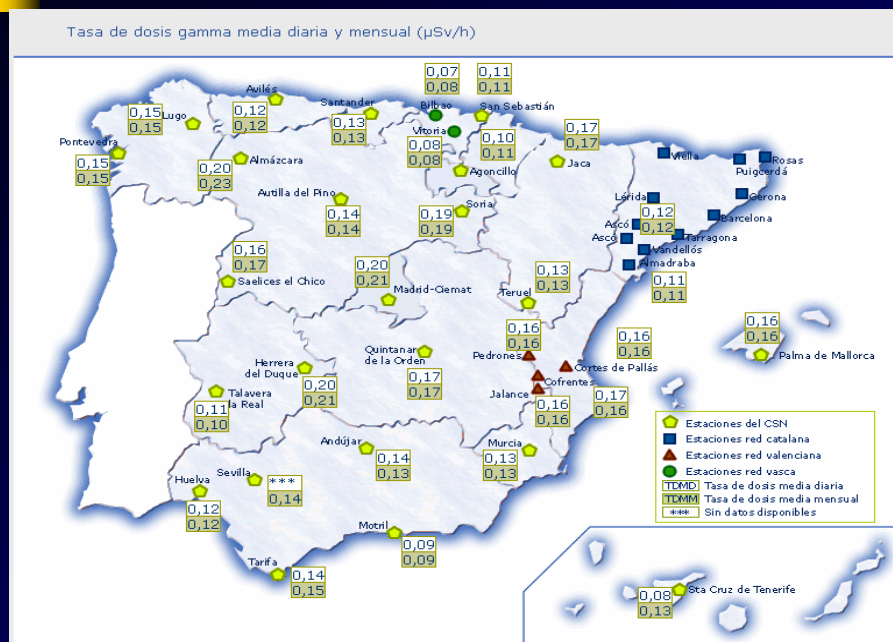 Tasa de dosis gamma media diaria y mensual (µSv/h)
0,07
0,08
0,11
0,11
Avilés
0,12
0,12
Santander
0,13
0,13
Bilbao
San Sebastián
0,15
0,15
Lugo
Vitoria
0,08
0,08
0,10
0,11
Agoncillo
0,17
0,17
Jaca
Pontevedra
0,15
0,15
0,20
0,23
Almázcara
Viella
Rosas
Puigcerdá
Autilla del Pino
0,14
0,14
0,19
0,19
Soria
Lérida
Gerona
Ascó
0,12
0,12
Barcelona
Ascó
Tarragona
Vandellós
Almadraba
0,11
0,11
0,16
0,17
Saelices el Chico
0,20
0,21
Madrid-Ciemat
0,13
0,13
Teruel
0,16
0,16
Pedrones
0,16
0,16
Cortes de Pallás
0,16
0,16
Palma de Mallorca
Quintanar
de la Orden
0,17
0,17
Herrera
del Duque
0,20
0,21
Cofrentes
Jalance
0,16
0,16
0,17
0,16
Talavera
la Real
0,11
0,10
Andújar
0,14
0,13
Murcia
0,13
0,13
Sevilla
***
0,14
Huelva
0,12
0,12
Motril
0,09
0,09
Tarifa
0,14
0,15
Estaciones del CSN
Estaciones red catalana
Estaciones red valenciana
Estaciones red vasca
TDMD Tasa de dosis media diaria
TDMM Tasa de dosis media mensual
*** Sin datos disponibles
0,08
0,13
Sta Cruz de Tenerife